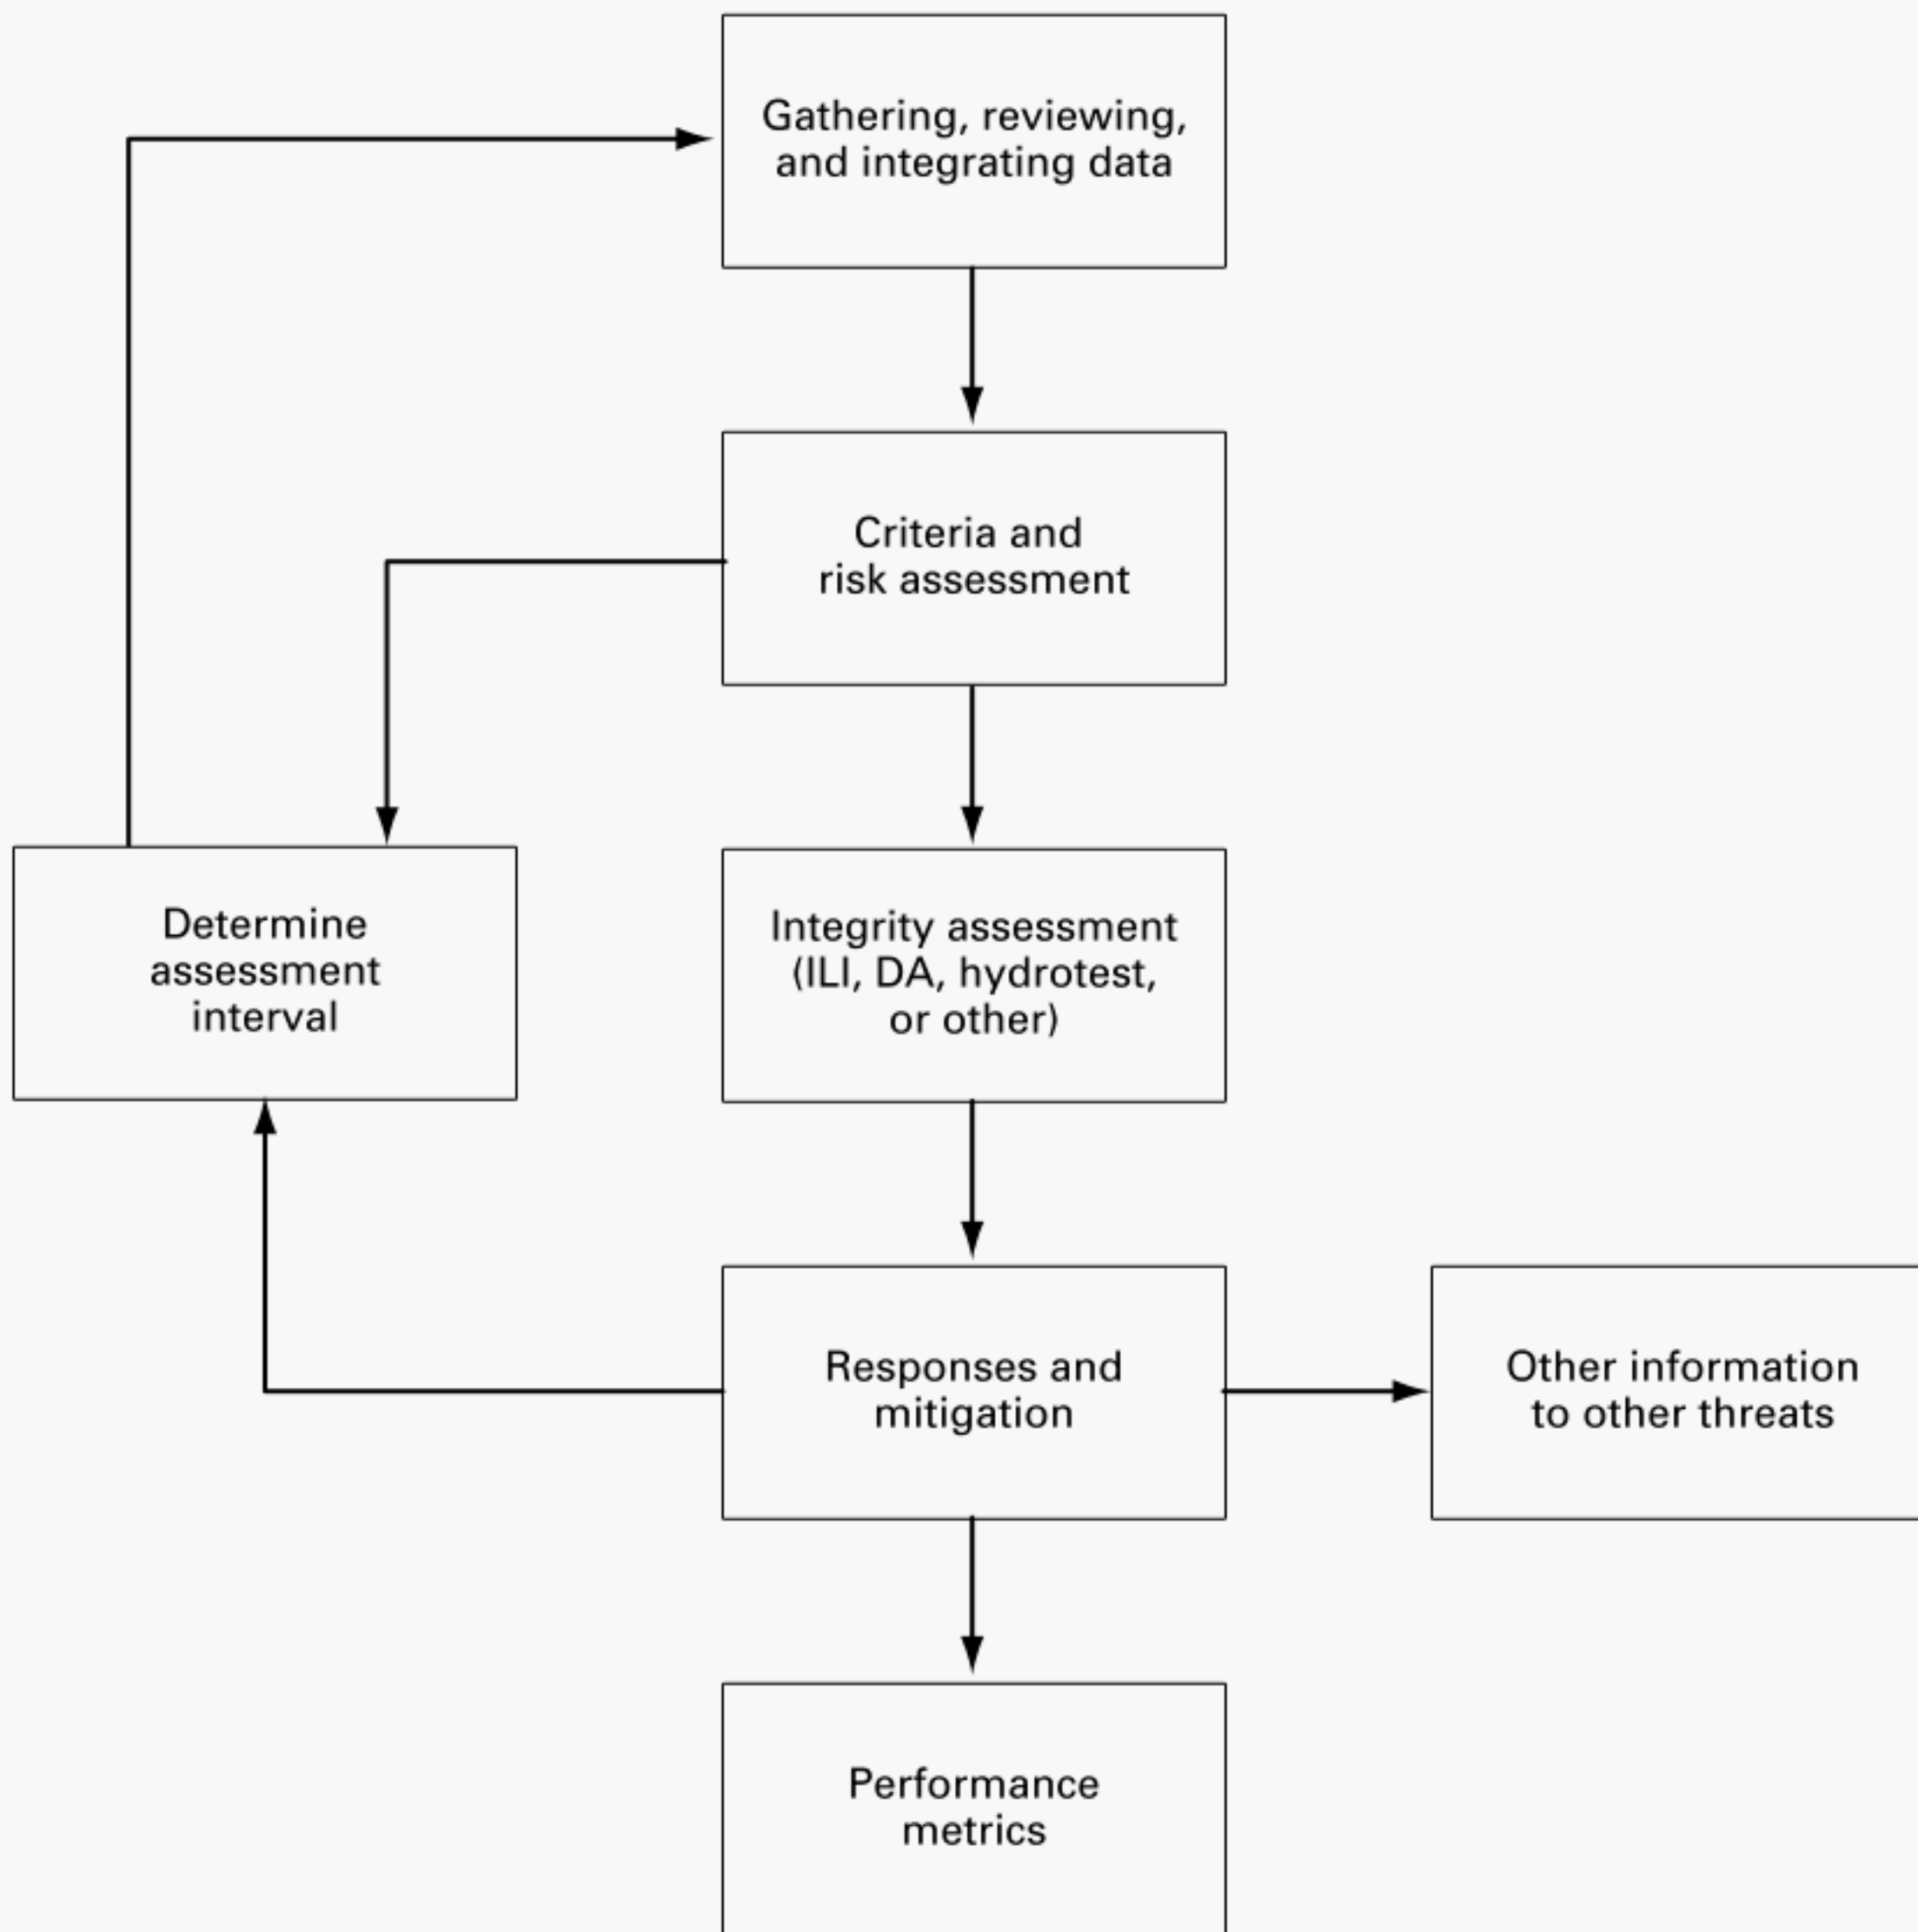 Gathering, reviewing,
and integrating data
Criteria and
risk assessment
Determine
assessment
interval
Integrity assessment
(ILI, DA, hydrotest,
or other)
Responses and
mitigation
Other information
to other threats
Performance
metrics